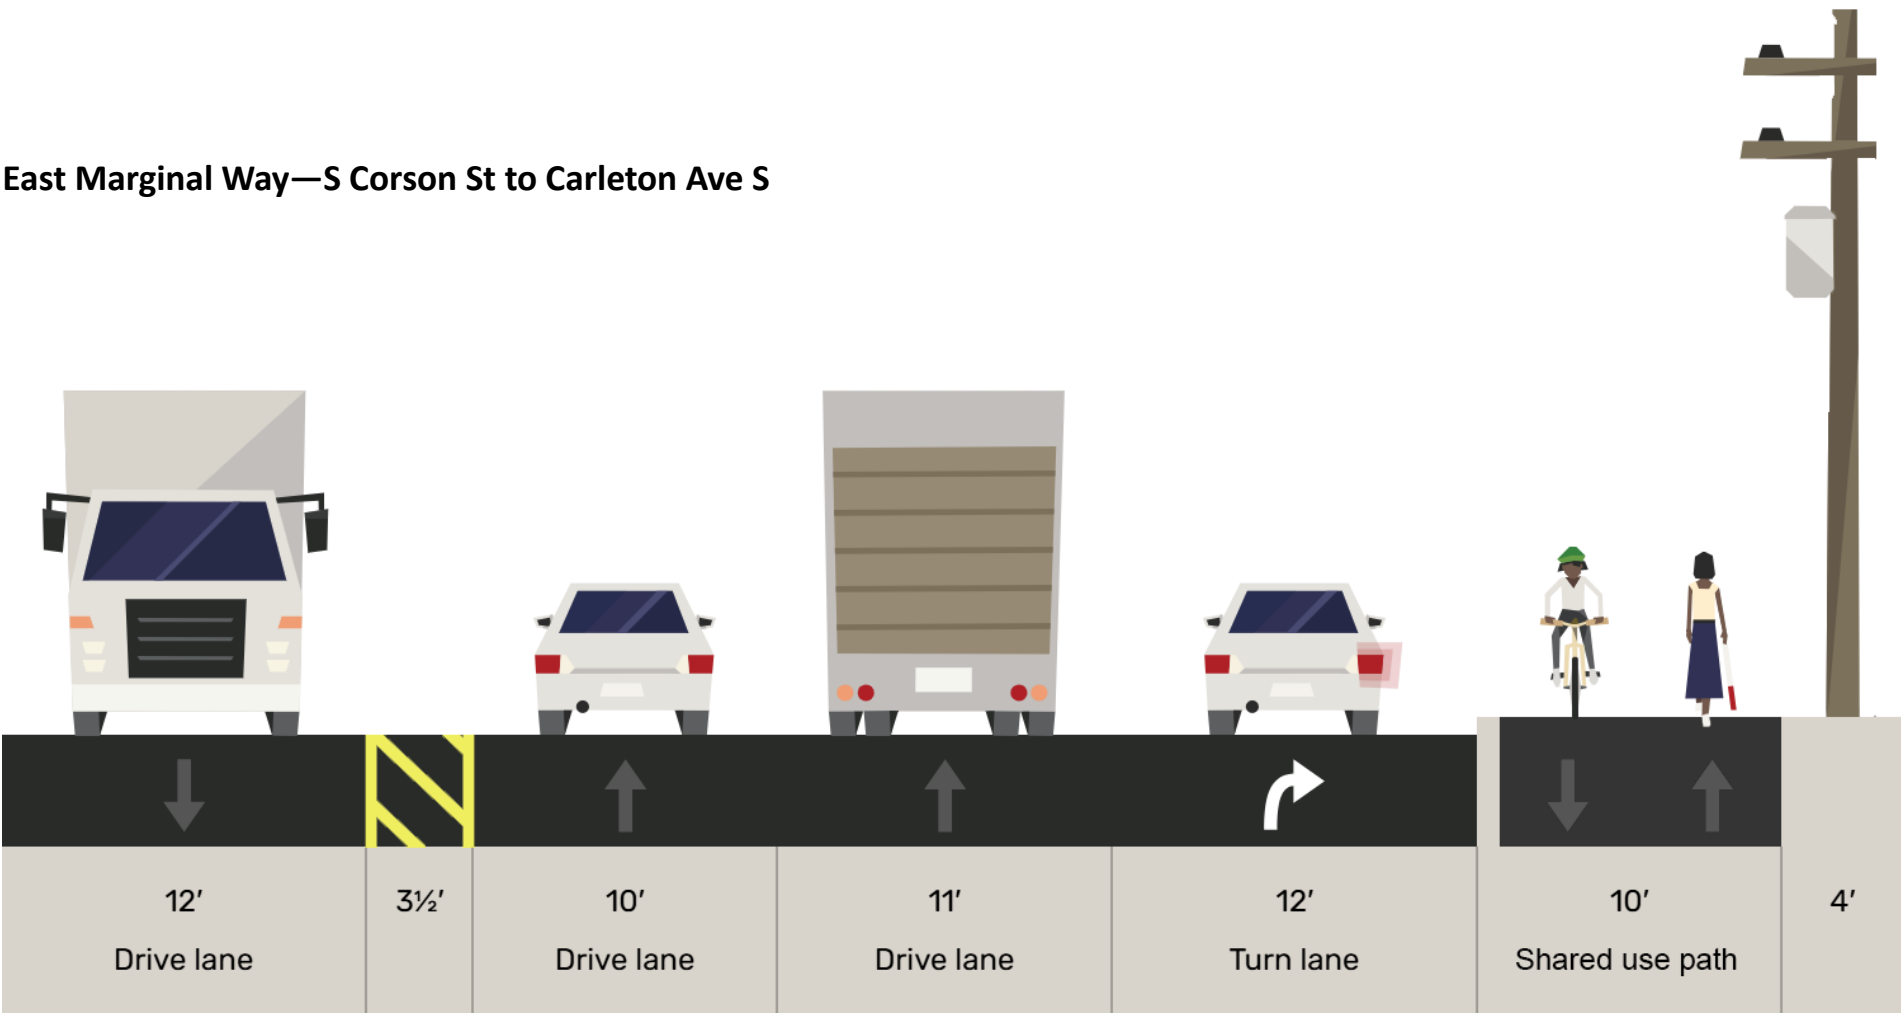 East Marginal Way—S Corson St to Carleton Ave S
12′ 3½′ 10′ 11′ 12′ 10′ 4′
Drive lane Drive lane Drive lane Turn lane Shared use path